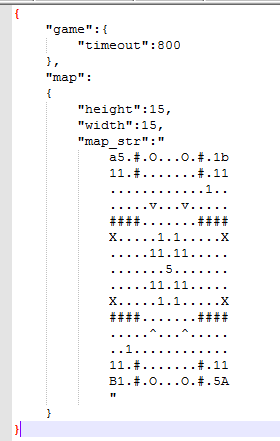 {
    "game":{
        "timeout":800
    },
    "map":
    {
        "height":15,
        "width":15,
        "map_str":"
            a5.#.O...O.#.1b
            11.#.......#.11
            .............1..
            .....v...v.....
            ####.......####
            X.....1.1.....X
            .....11.11.....
            .......5.......
            .....11.11.....
            X.....1.1.....X
            ####.......####
            .....^...^.....
            ..1............
            11.#.......#.11
            B1.#.O...O.#.5A
            "
    }
}